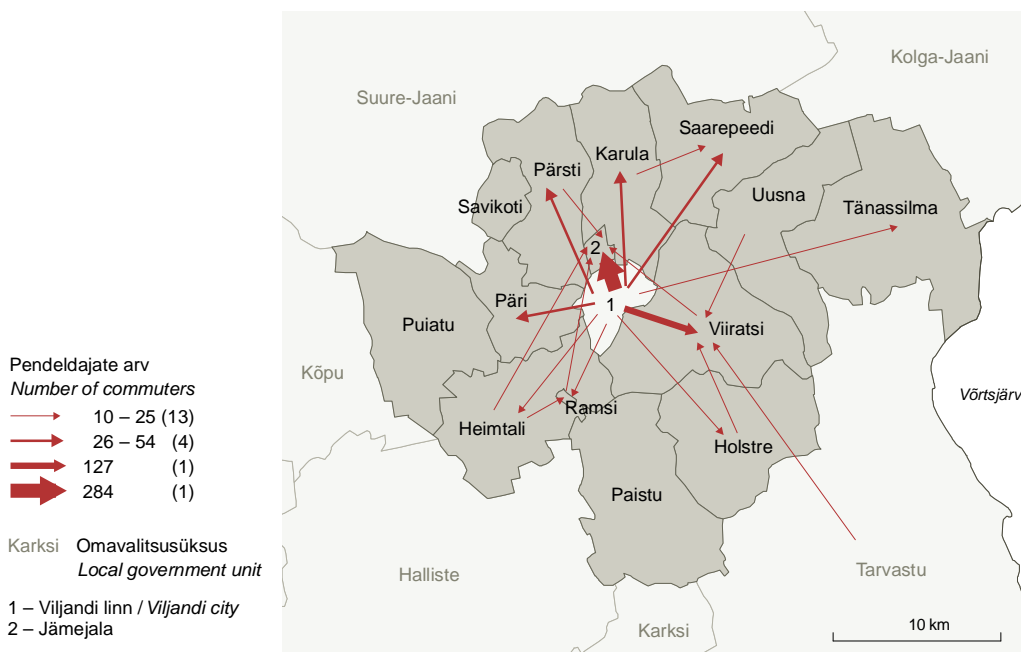 Kolga-Jaani
Suure-Jaani
Saarepeedi
Karula
Pärsti
Uusna
Savikoti
Tänassilma
2
Päri
1
Puiatu
Viiratsi
Pendeldajate arv
Number of commuters
10 – 25 (13)
26 – 54 (4)
127 (1)
284 (1)
Kõpu
Võrtsjärv
Ramsi
Heimtali
Holstre
Paistu
Karksi Omavalitsusüksus
Local government unit
Halliste
Tarvastu
1 – Viljandi linn / Viljandi city
2 – Jämejala
Karksi
10 km